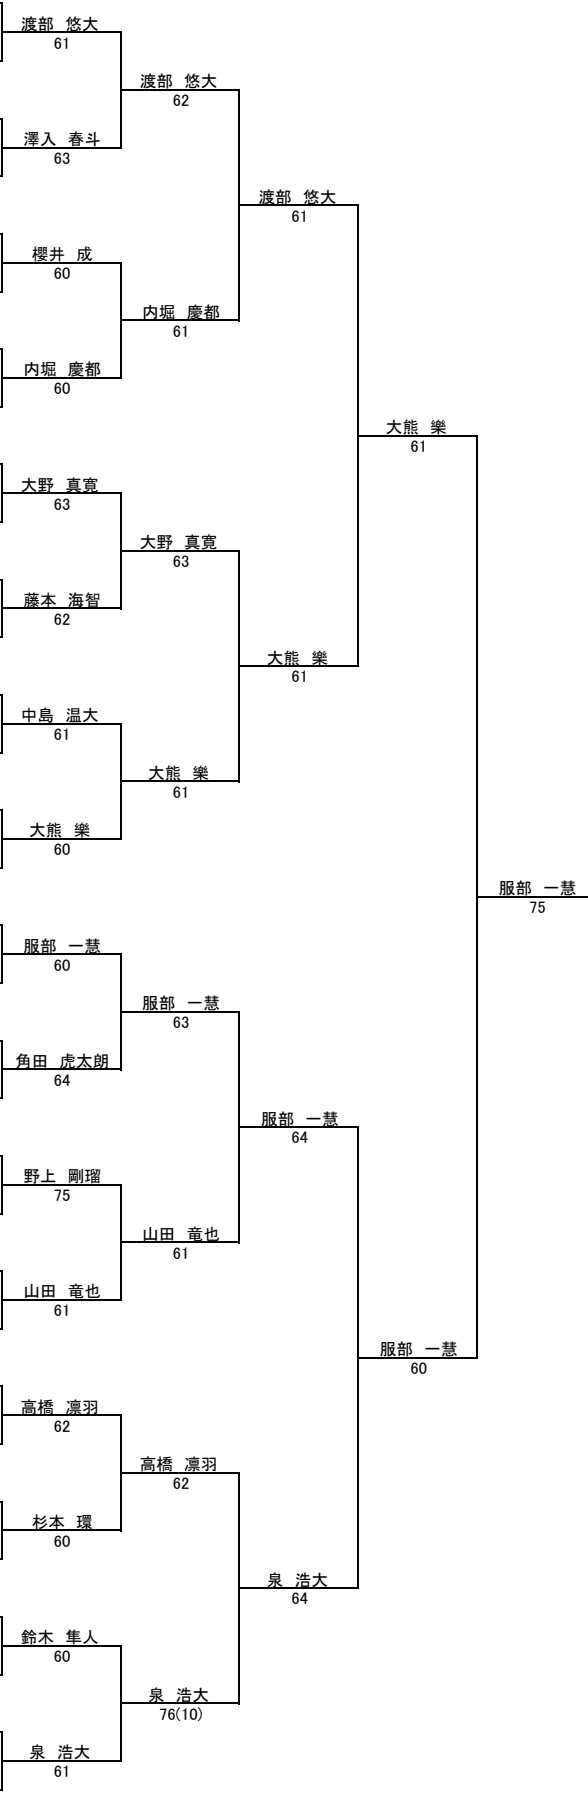 渡部 悠大
61
渡部 悠大
62
澤入 春斗
63
渡部 悠大
61
櫻井 成
60
内堀 慶都
61
内堀 慶都
60
大熊 樂
61
大野 真寛
63
大野 真寛
63
藤本 海智
62
大熊 樂
61
中島 温大
61
大熊 樂
61
大熊 樂
60
服部 一慧
75
服部 一慧
60
服部 一慧
63
角田 虎太朗
64
服部 一慧
64
野上 剛瑠
75
山田 竜也
61
山田 竜也
61
服部 一慧
60
高橋 凛羽
62
高橋 凛羽
62
杉本 環
60
泉 浩大
64
鈴木 隼人
60
泉 浩大
76(10)
泉 浩大
61